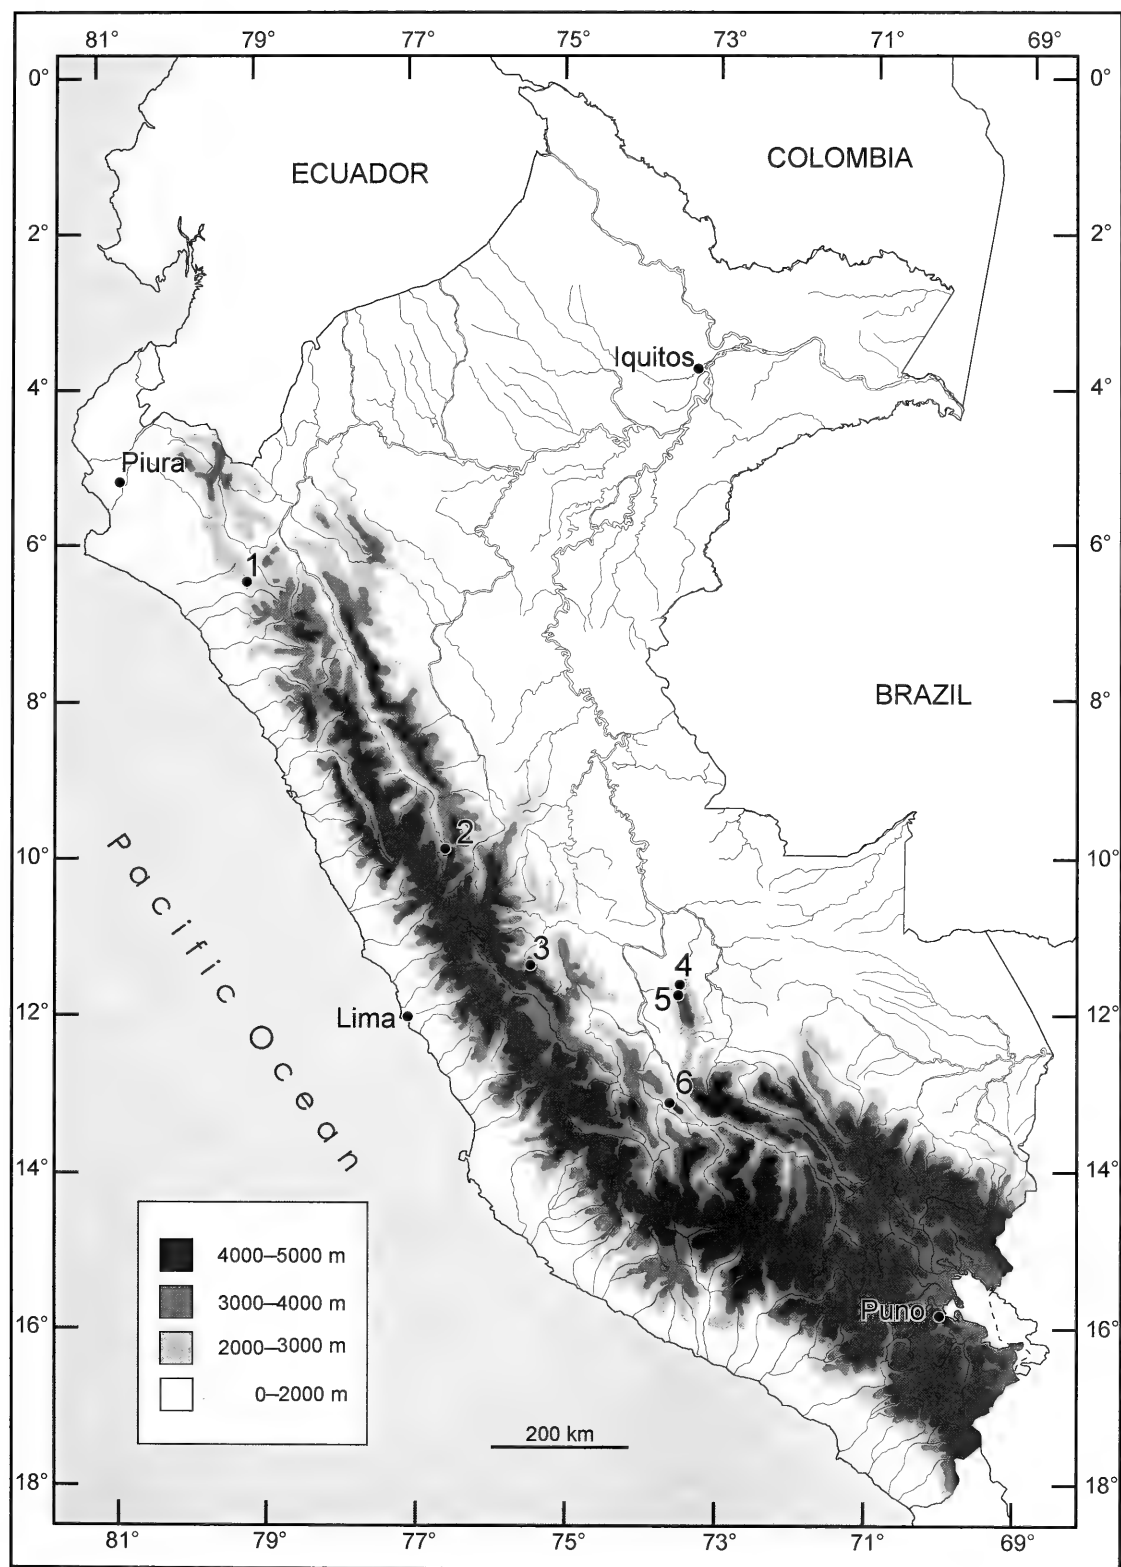 81° 79° 77° 75° 73° 71° 69°
0° 0°
COLOMBIA
ECUADOR
2° 2°
Iquitos
4° 4°
Piura
6° 6°
1
BRAZIL
8° 8°
2
10° 10°
Pacific Ocean
3
4
5
12° 12°
Lima
6
14° 14°
4000–5000 m
3000–4000 m
Puno
16° 16°
2000–3000 m
0–2000 m
200 km
18° 18°
81° 79° 77° 75° 73° 71° 69°